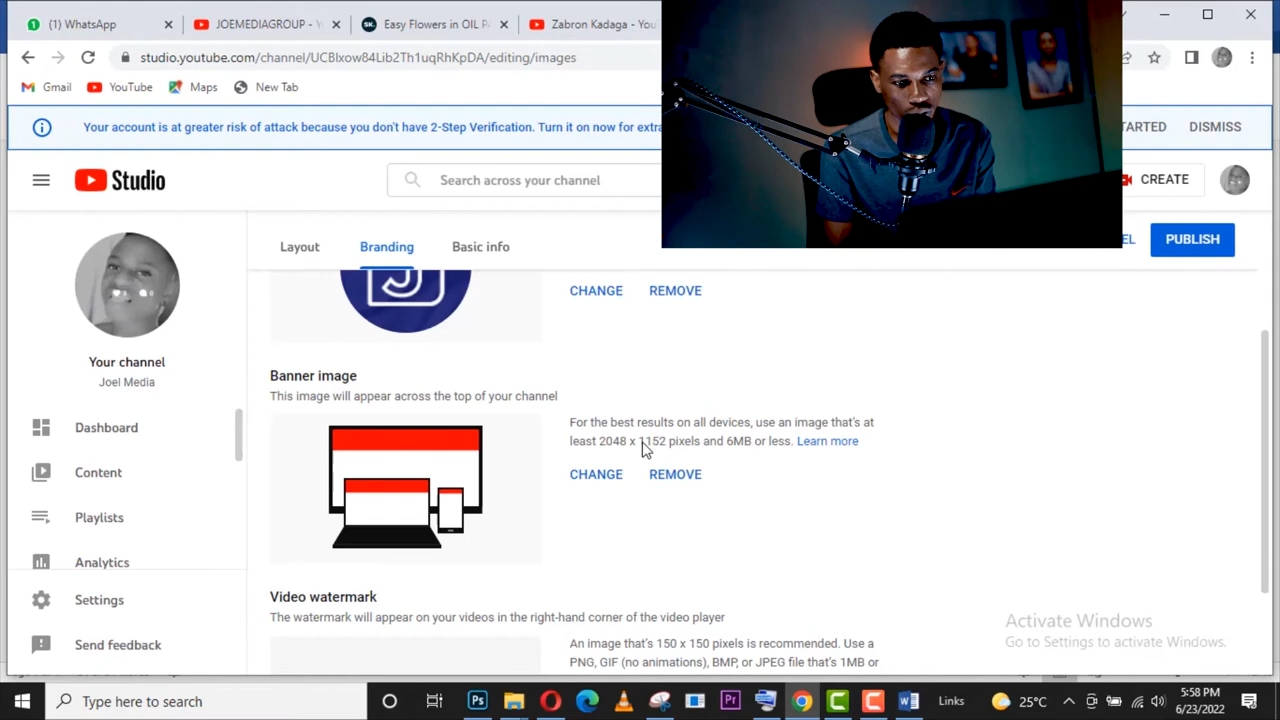 (1) WhatsApp
JOEMEDIAGROUP - Y
Easy Flowers in OIL P
Zabron Kadaga - You
studio.youtube.com/channel/UCBIxow84Lib2Th1uqRhKpDA/editing/images
Gmail
YouTube
Maps
New Tab
Your account is at greater risk of attack because you don't have 2-Step Verification. Turn it on now for extra
TARTED
DISMISS
Studio
Search across your channel
CREATE
Layout
Branding
Basic info
EL
PUBLISH
J
CHANGE
REMOVE
Your channel
Joel Media
Banner image
This image will appear across the top of your channel
For the best results on all devices, use an image that's at
least 2048 x 1152 pixels and 6MB or less. Learn more
CHANGE
REMOVE
Dashboard
Content
Playlists
Analytics
Settings
Send feedback
Video watermark
The watermark will appear on your videos in the right-hand corner of the video player
An image that's 150 x 150 pixels is recommended. Use a
PNG, GIF (no animations), BMP, or JPEG file that's 1MB or
Activate Windows
Go to Settings to activate Windows.
Type here to search
Ps
Pr
W
Links
25°C
5:58 PM
6/23/2022